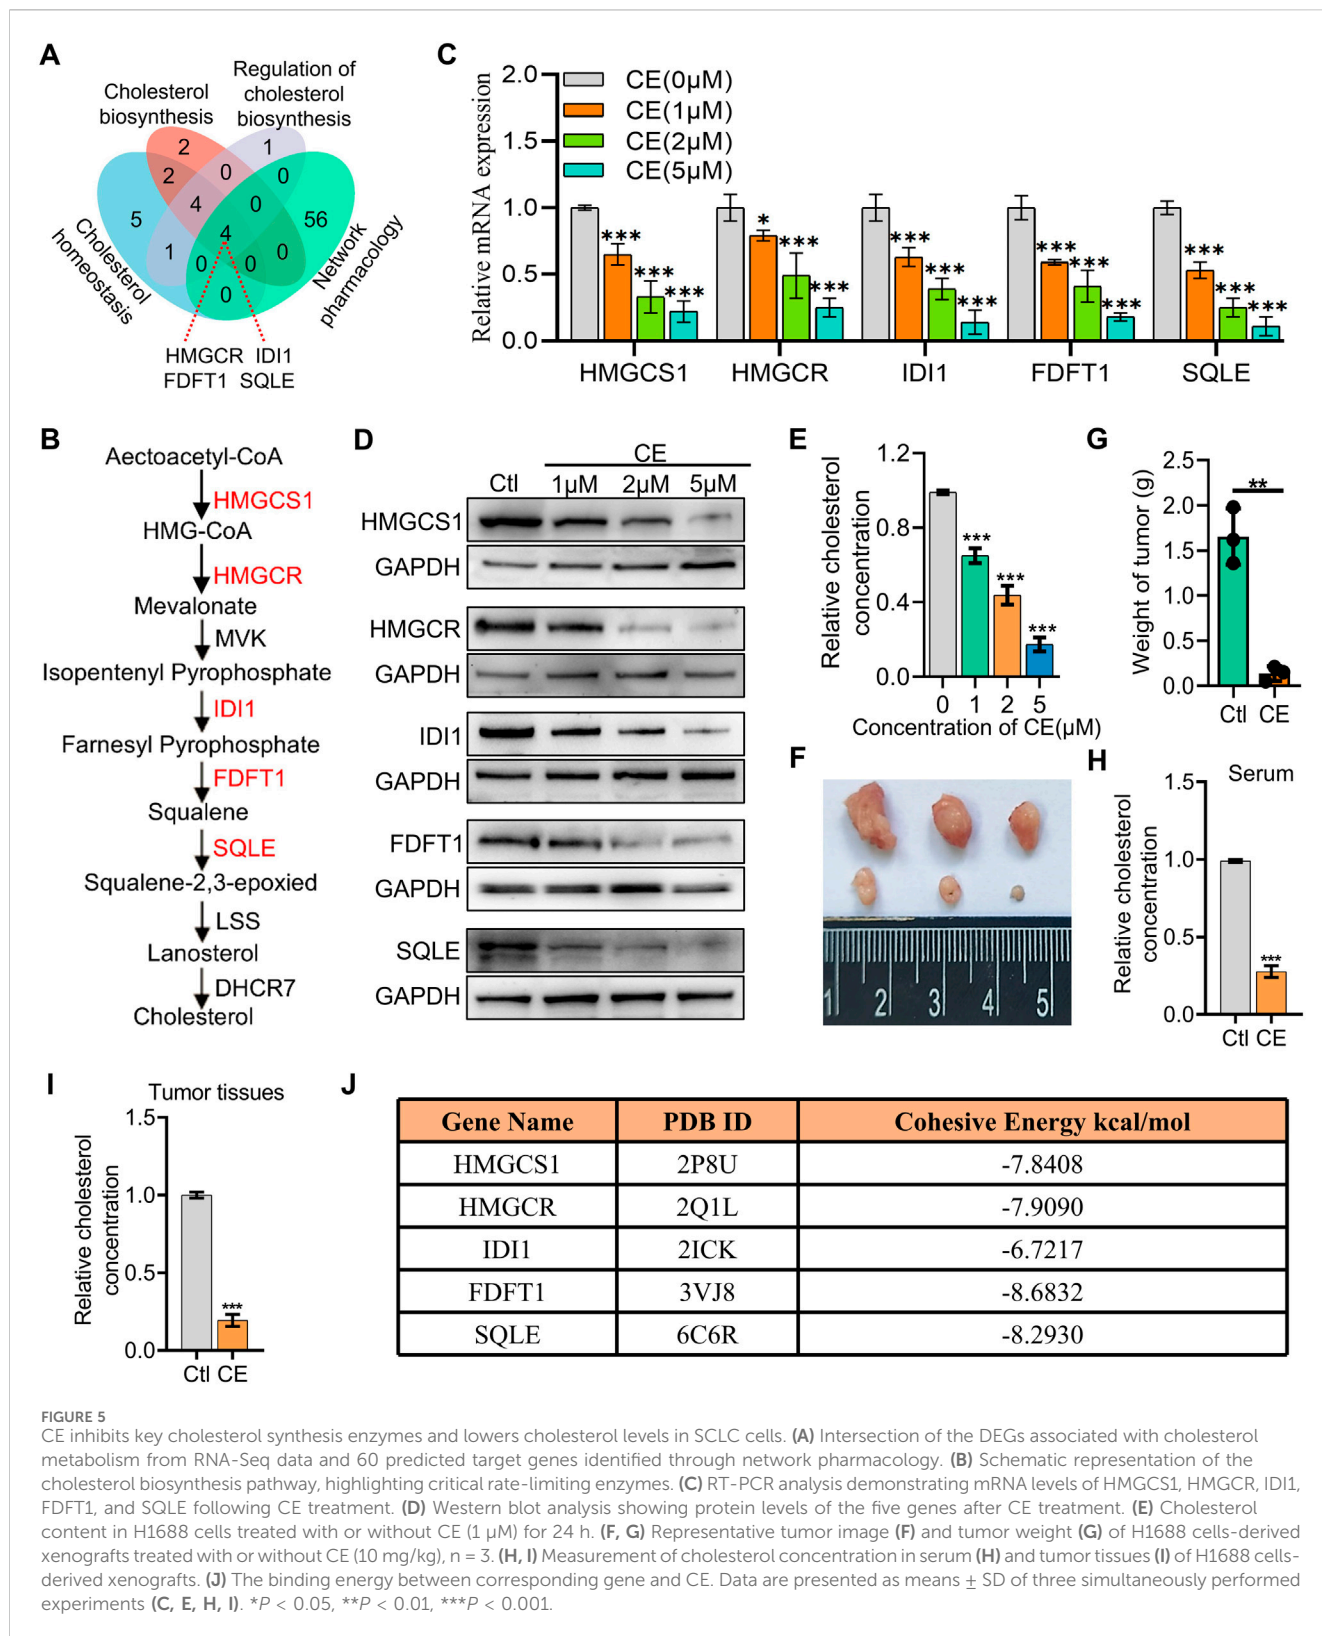 A
Cholesterol
biosynthesis
Regulation of
cholesterol
biosynthesis
2
1
2
0
0
5
4
0
56
4
1
0
0
0
0
Cholesterol
homeostasis
Network
pharmacology
HMGCR IDI1
FDFT1 SQLE
B
Aectoacetyl-CoA
HMGCS1
HMG-CoA
HMGCR
Mevalonate
MVK
Isopentenyl Pyrophosphate
IDI1
Farnesyl Pyrophosphate
FDFT1
Squalene
SQLE
Squalene-2,3-epoxied
LSS
Lanosterol
DHCR7
Cholesterol
C
Relative mRNA expression
2.0
1.5
1.0
0.5
0.0
CE(0μM)
CE(1μM)
CE(2μM)
CE(5μM)
*** *** ***
* *** ***
*** *** ***
*** *** ***
*** *** ***
HMGCS1 HMGCR IDI1 FDFT1 SQLE
D
CE
Ctl 1μM 2μM 5μM
HMGCS1
GAPDH
HMGCR
GAPDH
IDI1
GAPDH
FDFT1
GAPDH
SQLE
GAPDH
E
Relative cholesterol
concentration
1.2
0.8
0.4
0.0
***
***
***
0 1 2 5
Concentration of CE(μM)
F
1 2 3 4 5
G
Weight of tumor (g)
2.5
2.0
1.5
1.0
0.5
0.0
**
Ctl CE
H
Serum
Relative cholesterol
concentration
1.5
1.0
0.5
0.0
***
Ctl CE
I
Tumor tissues
Relative cholesterol
concentration
1.5
1.0
0.5
0.0
***
Ctl CE
J
Gene Name PDB ID Cohesive Energy kcal/mol
HMGCS1 2P8U -7.8408
HMGCR 2Q1L -7.9090
IDI1 2ICK -6.7217
FDFT1 3VJ8 -8.6832
SQLE 6C6R -8.2930
FIGURE 5
CE inhibits key cholesterol synthesis enzymes and lowers cholesterol levels in SCLC cells. (A) Intersection of the DEGs associated with cholesterol
metabolism from RNA-Seq data and 60 predicted target genes identified through network pharmacology. (B) Schematic representation of the
cholesterol biosynthesis pathway, highlighting critical rate-limiting enzymes. (C) RT-PCR analysis demonstrating mRNA levels of HMGCS1, HMGCR, IDI1,
FDFT1, and SQLE following CE treatment. (D) Western blot analysis showing protein levels of the five genes after CE treatment. (E) Cholesterol
content in H1688 cells treated with or without CE (1 μM) for 24 h. (F, G) Representative tumor image (F) and tumor weight (G) of H1688 cells-derived
xenografts treated with or without CE (10 mg/kg), n = 3. (H, I) Measurement of cholesterol concentration in serum (H) and tumor tissues (I) of H1688 cells-
derived xenografts. (J) The binding energy between corresponding gene and CE. Data are presented as means ± SD of three simultaneously performed
experiments (C, E, H, I). *P < 0.05, **P < 0.01, ***P < 0.001.